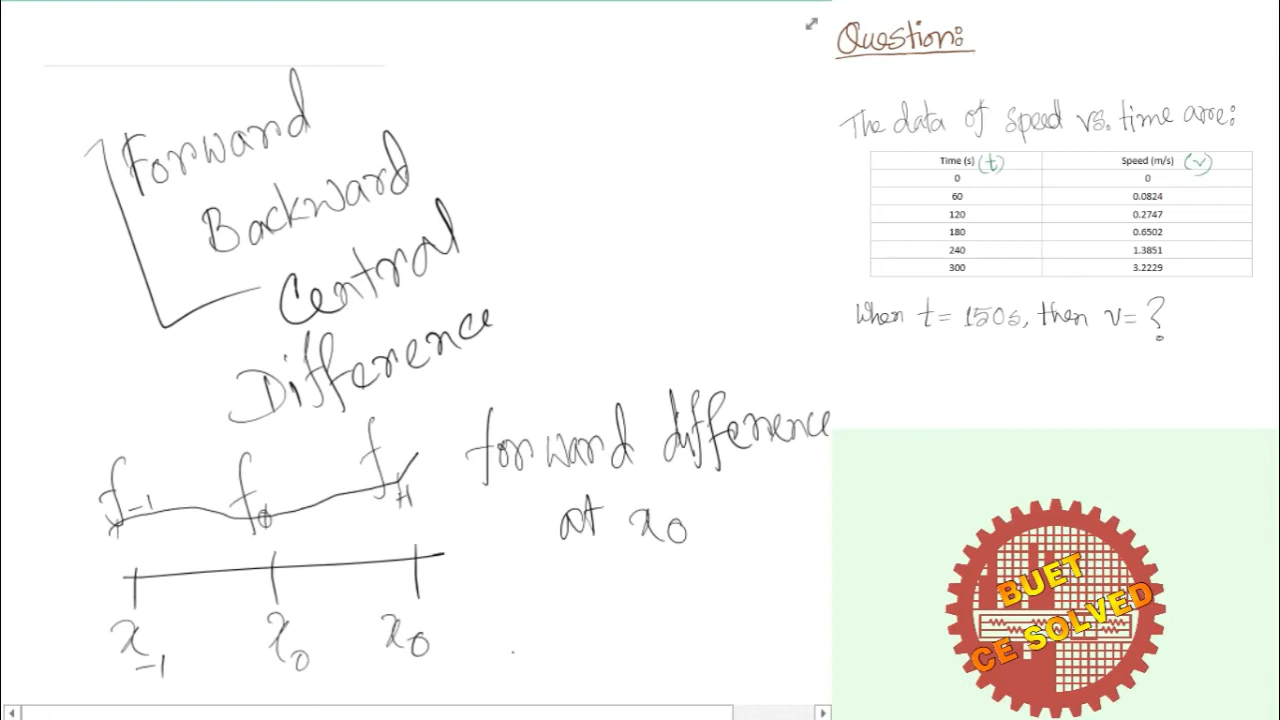 Forward
Backward
Central
Difference
f-1 f0 f+1
forward difference
at x0
x-1 x0 x0
Question:
The data of speed vs. time are:
Time (s) (t) Speed (m/s) (v)
0 0
60 0.0824
120 0.2747
180 0.6502
240 1.3851
300 3.2229
When t = 150s, then v = ?
BUET
CE SOLVED